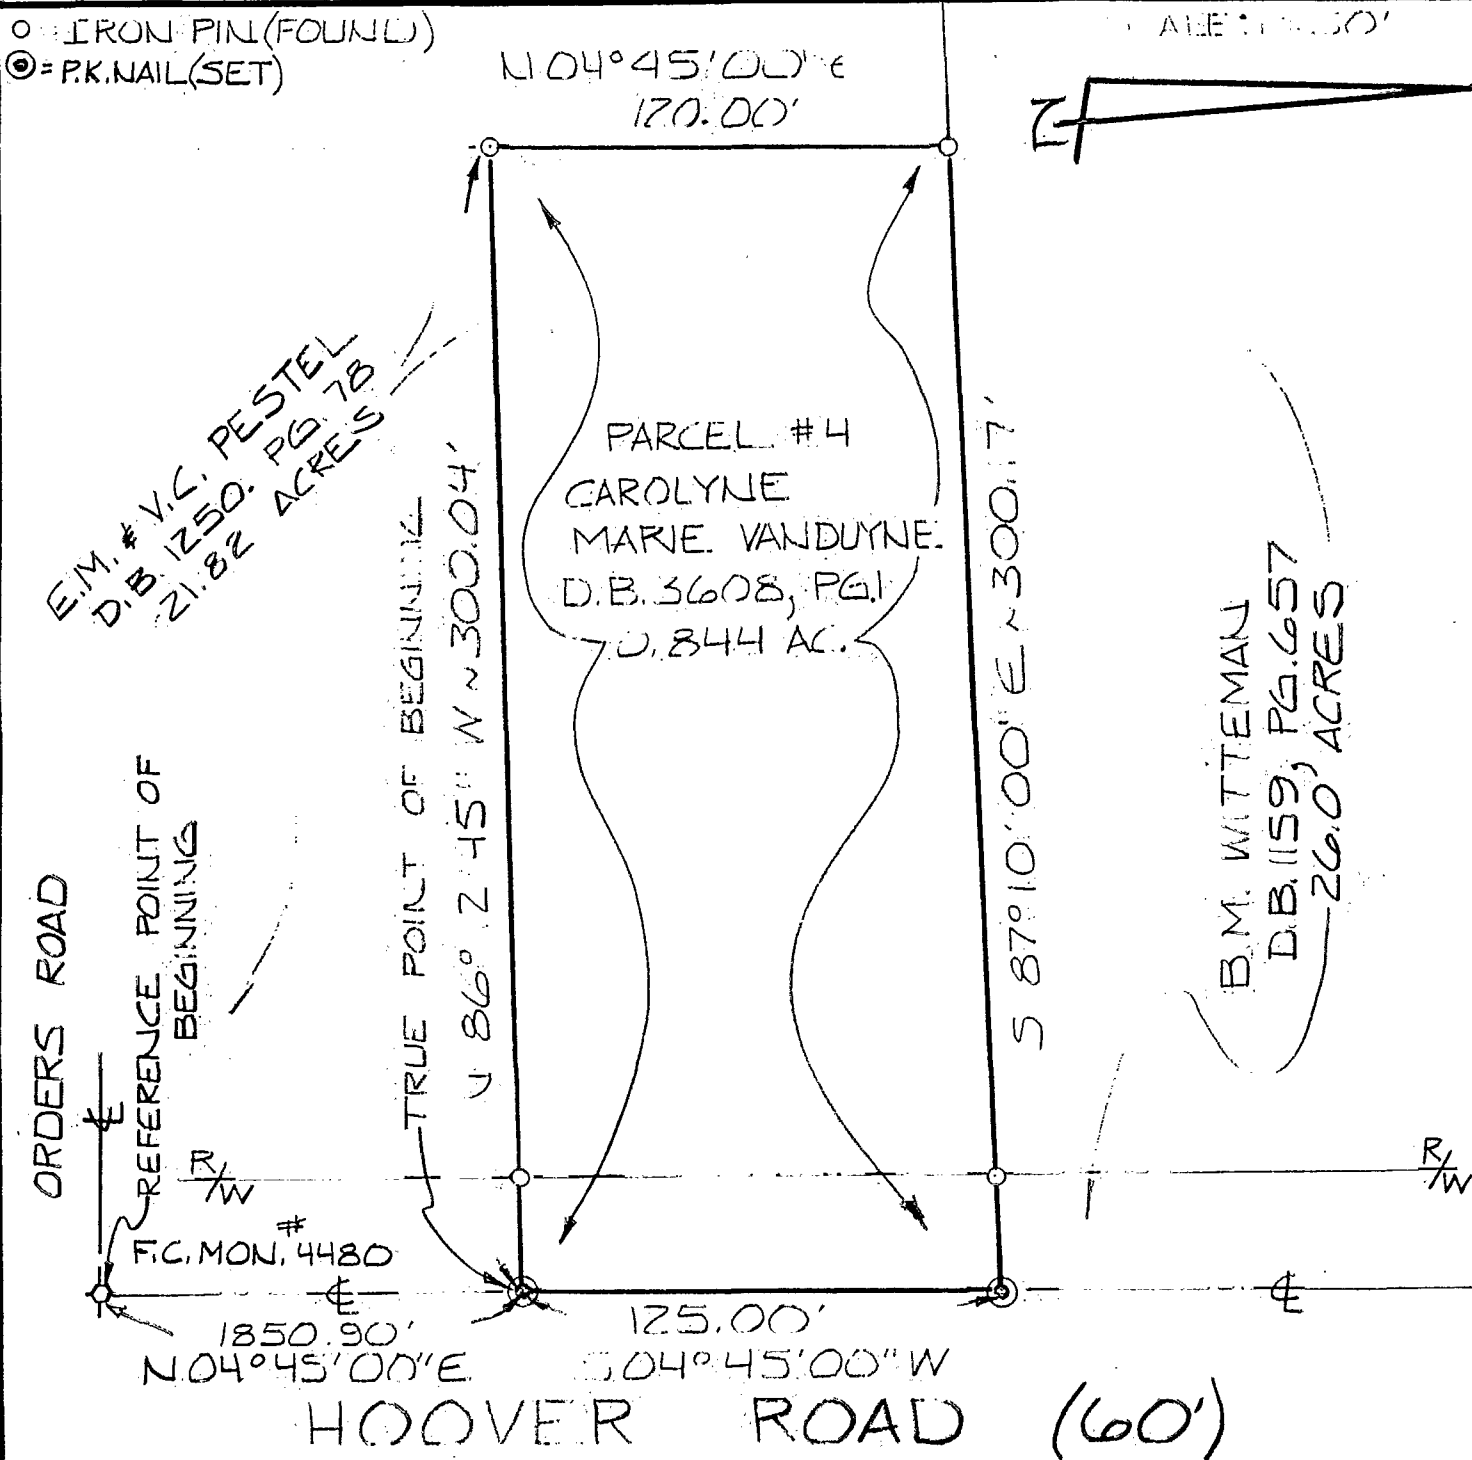 ○ IRON PIN (FOUND)
◎ = P.K. NAIL (SET)
N 04° 45' 00" E
120.00'
E.M. & V.C. PESTEL
D.B. 1250. PG. 78
21.82 ACRES
PARCEL #4
CAROLYNE
MARIE VANDUYNE
D.B. 3608, PG.1
0.844 AC.
TRUE POINT OF BEGINNING
86° 2 45" W ~ 300.04'
S 87° 10' 00" E ~ 300.17'
B.M. WITTEMAN
D.B. 1159, PG. 657
26.0 ACRES
ORDERS ROAD
REFERENCE POINT OF
BEGINNING
R/W
R/W
F.C. MON. # 4480
1850.90'
N.04° 45' 00" E
125.00'
S 04° 45' 00" W
HOOVER ROAD (60')